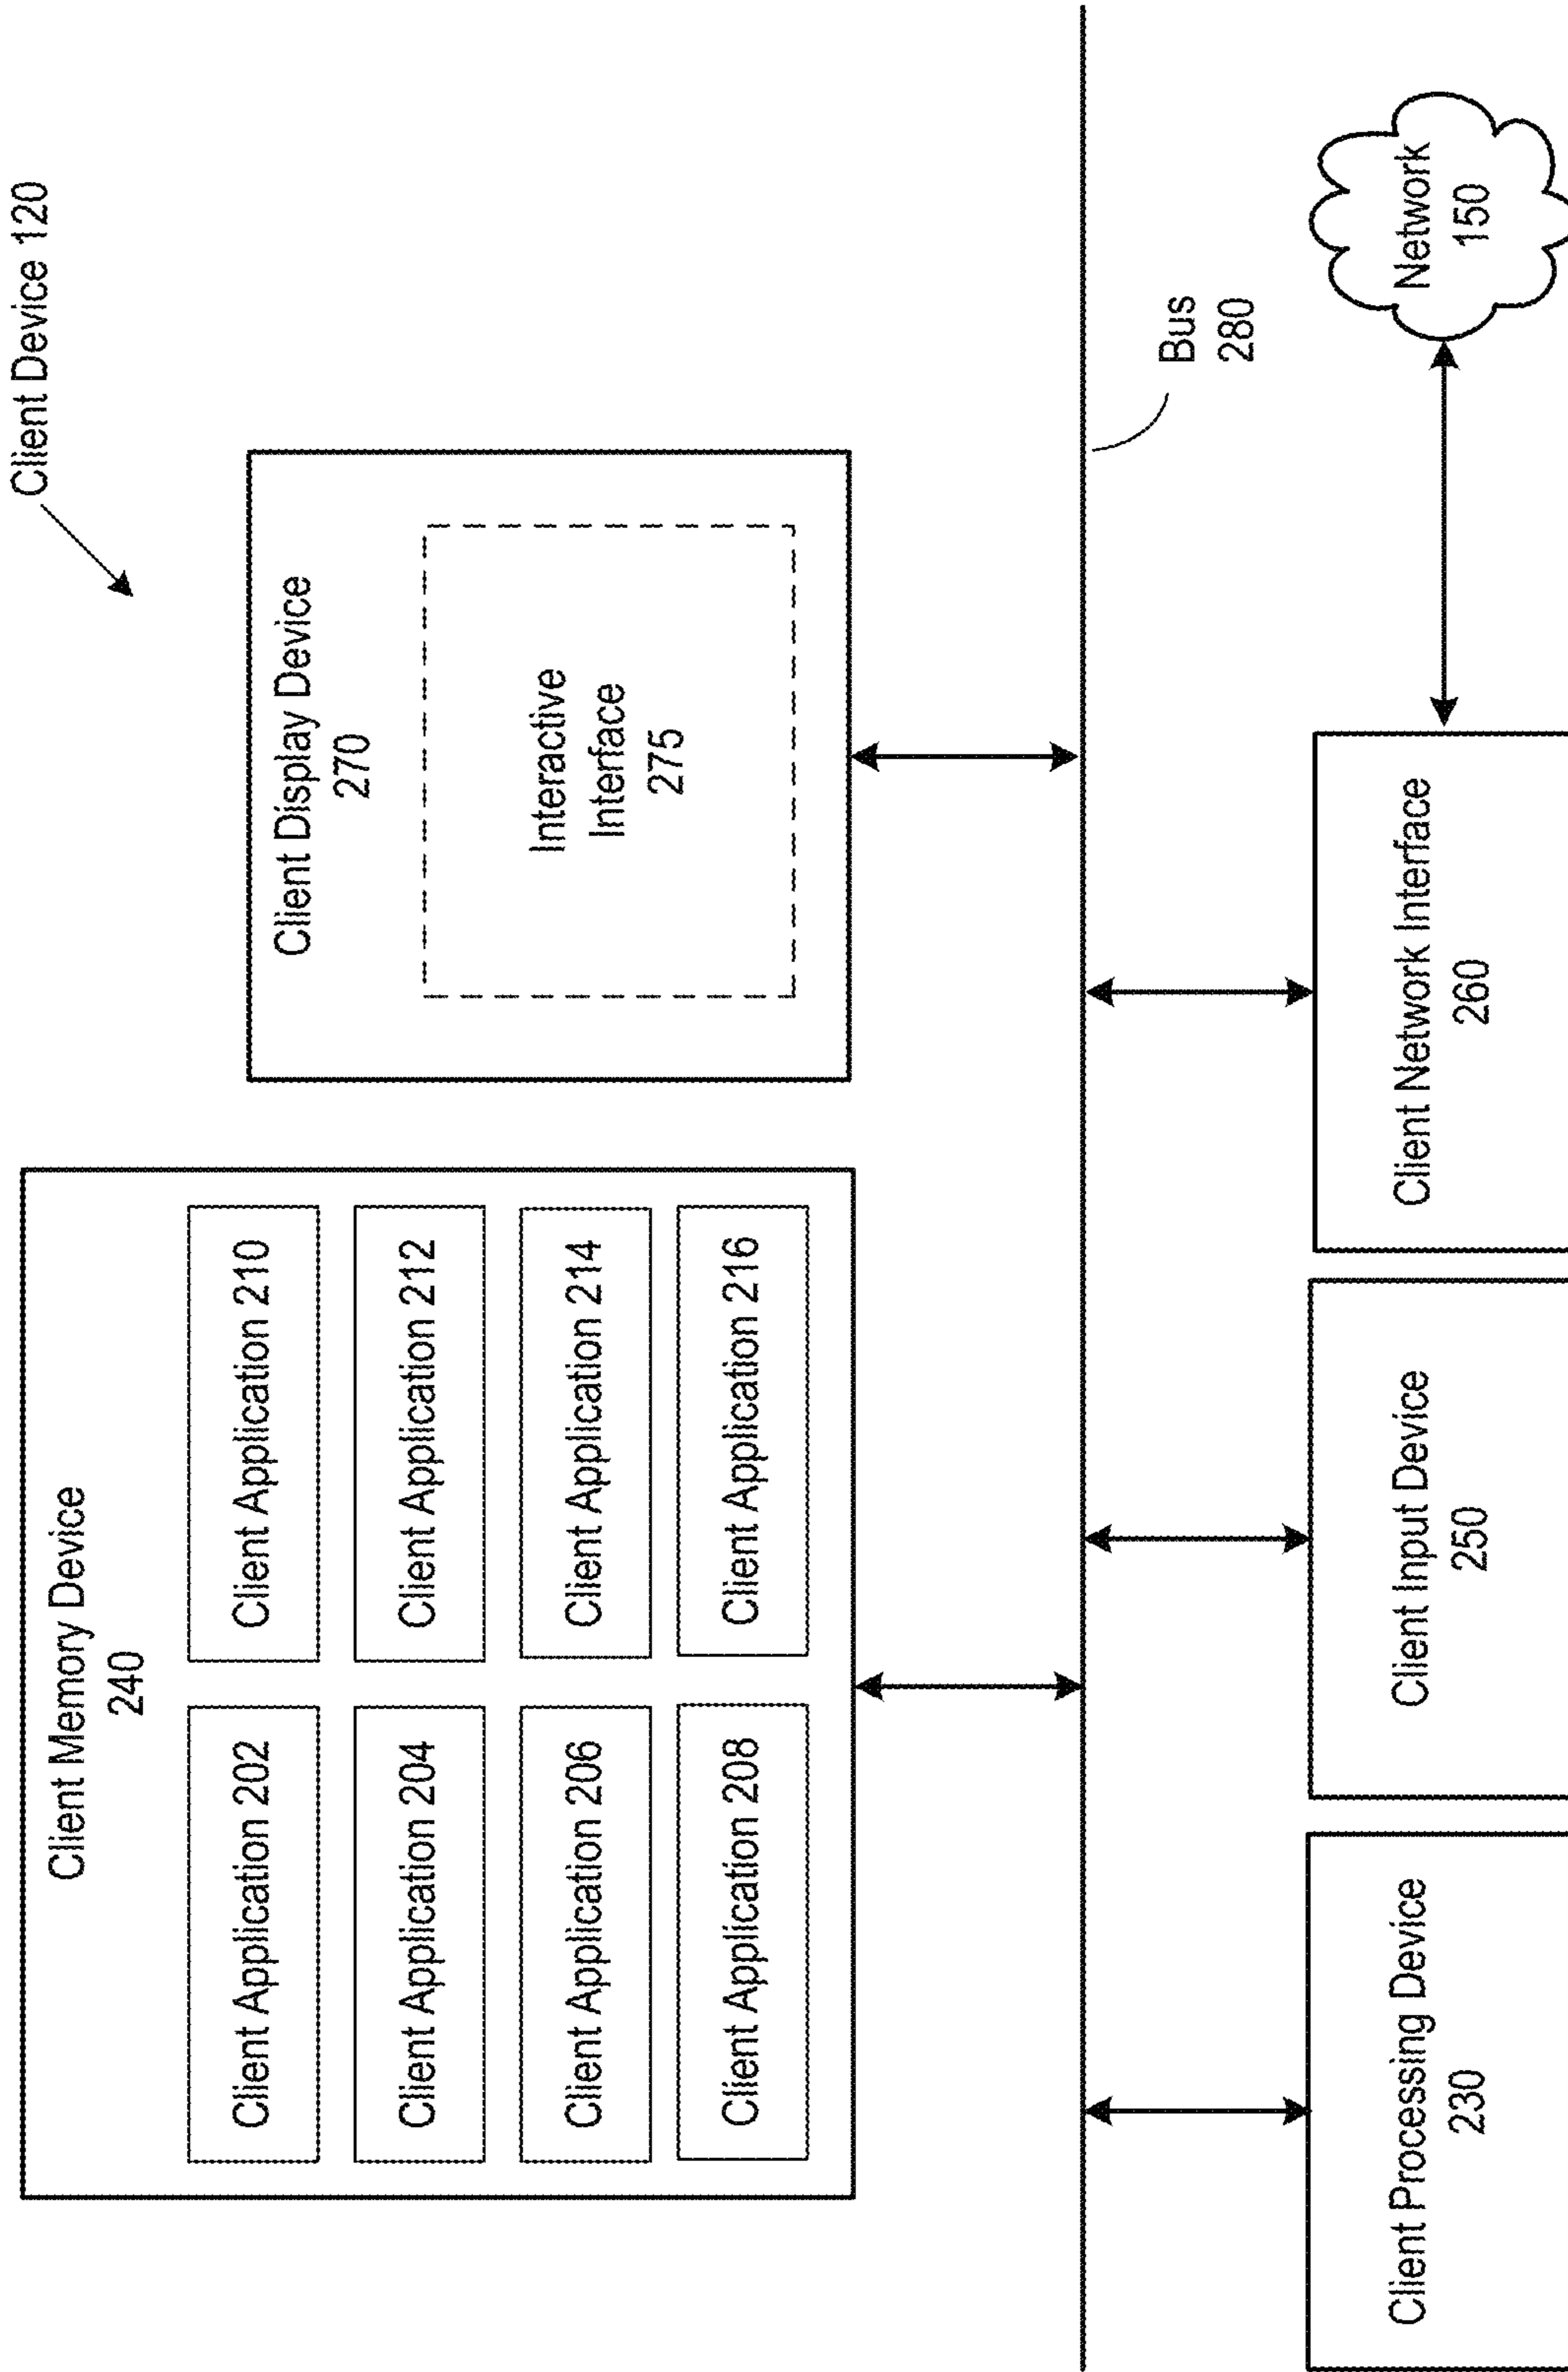 Client Device 120
Client Memory Device
240
Client Application 202
Client Application 210
Client Application 204
Client Application 212
Client Application 206
Client Application 214
Client Application 208
Client Application 216
Client Display Device
270
Interactive
Interface
275
Bus
280
Client Processing Device
230
Client Input Device
250
Client Network Interface
260
Network
150